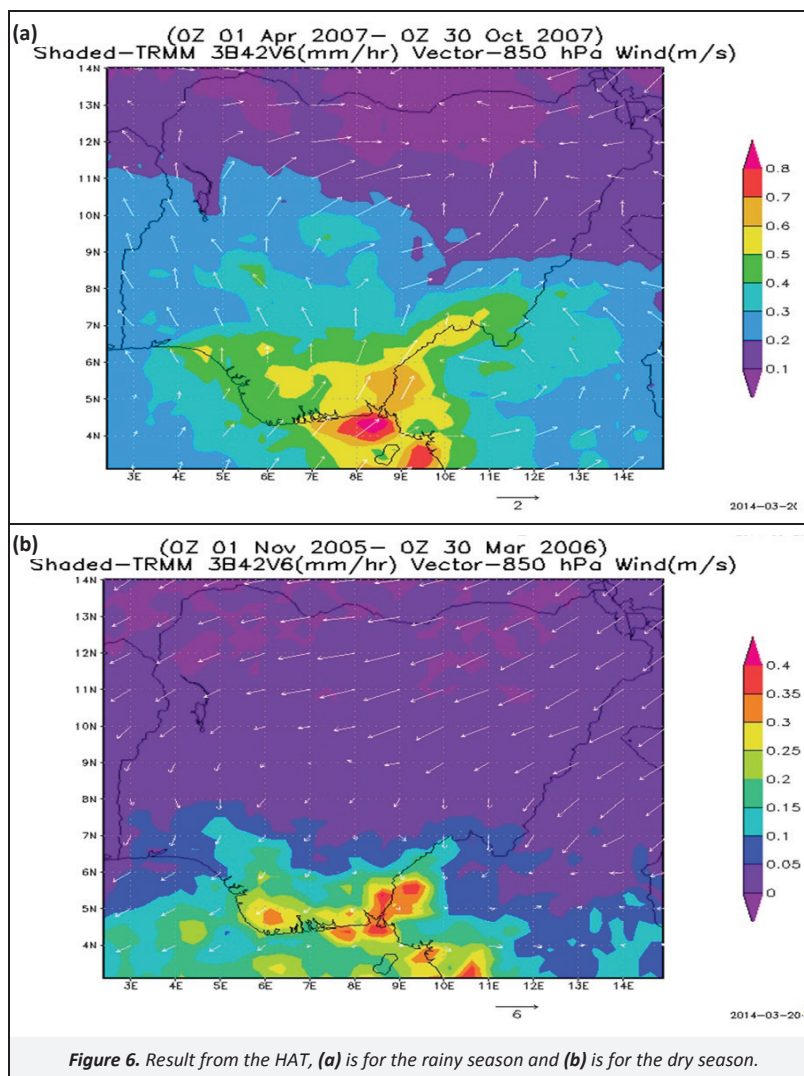 (a)
(0Z 01 Apr 2007– 0Z 30 Oct 2007)
Shaded–TRMM 3B42V6(mm/hr) Vector–850 hPa Wind(m/s)
14N
13N
12N
11N
10N
9N
8N
7N
6N
5N
4N
3E 4E 5E 6E 7E 8E 9E 10E 11E 12E 13E 14E
0.8
0.7
0.6
0.5
0.4
0.3
0.2
0.1
2
2014–03–20
(b)
(0Z 01 Nov 2005– 0Z 30 Mar 2006)
Shaded–TRMM 3B42V6(mm/hr) Vector–850 hPa Wind(m/s)
14N
13N
12N
11N
10N
9N
8N
7N
6N
5N
4N
3E 4E 5E 6E 7E 8E 9E 10E 11E 12E 13E 14E
0.4
0.35
0.3
0.25
0.2
0.15
0.1
0.05
0
6
2014–03–20
Figure 6. Result from the HAT, (a) is for the rainy season and (b) is for the dry season.